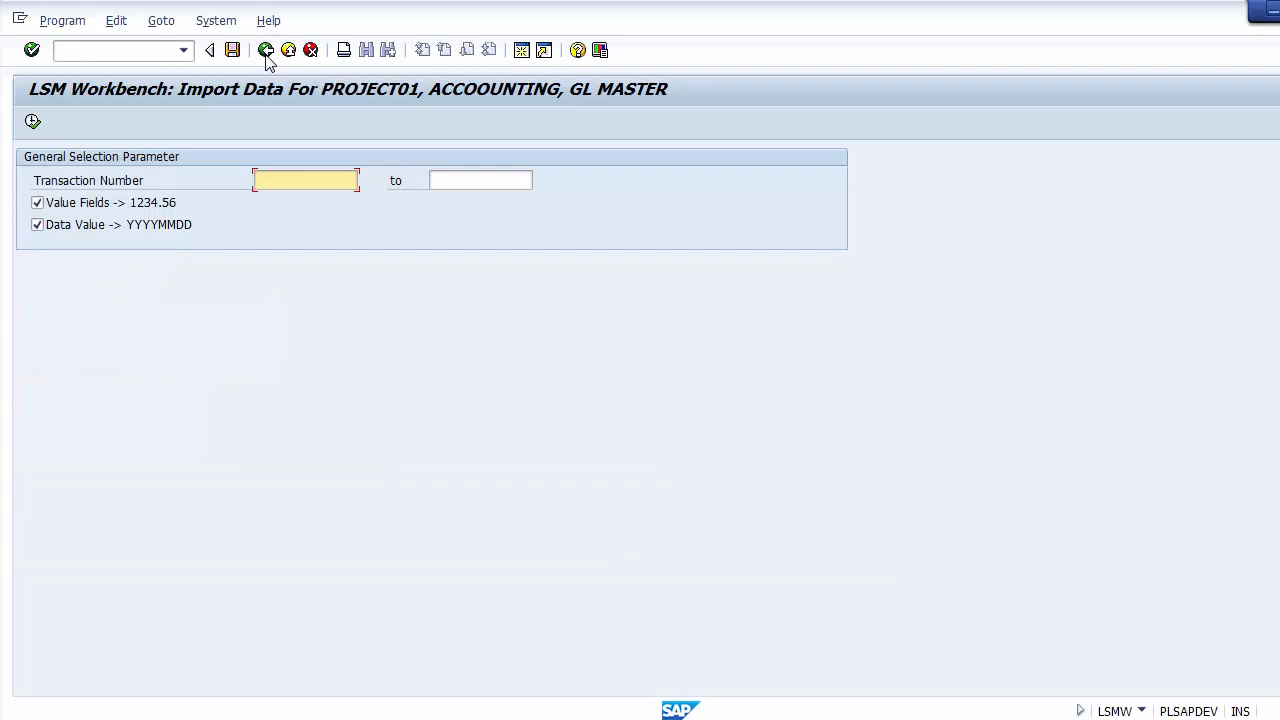 Program Edit Goto System Help
LSM Workbench: Import Data For PROJECT01, ACCOOUNTING, GL MASTER
General Selection Parameter
Transaction Number to
Value Fields -> 1234.56
Data Value -> YYYYMMDD
SAP LSMW PLSAPDEV INS